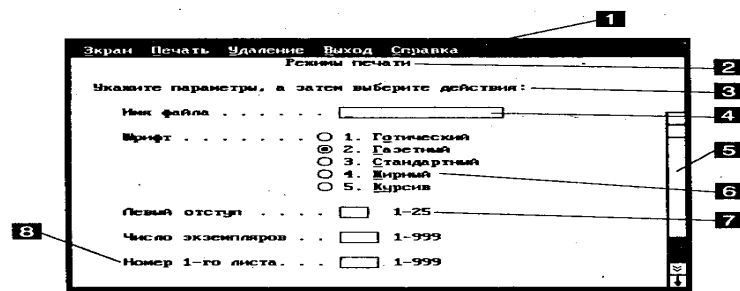 1
Экран Печать Удаление Выход Справка
Режимы печати 2
Укажите параметры, а затем выберите действия: 3
Имя файла . . . . . . 4
Шрифт . . . . . . . 1. Готический
2. Газетный 5
3. Стандартный
4. Жирный 6
5. Курсив
Левый отступ . . . . 1-25 7
8
Число экземпляров . . . 1-999
Номер 1-го листа. . . 1-999